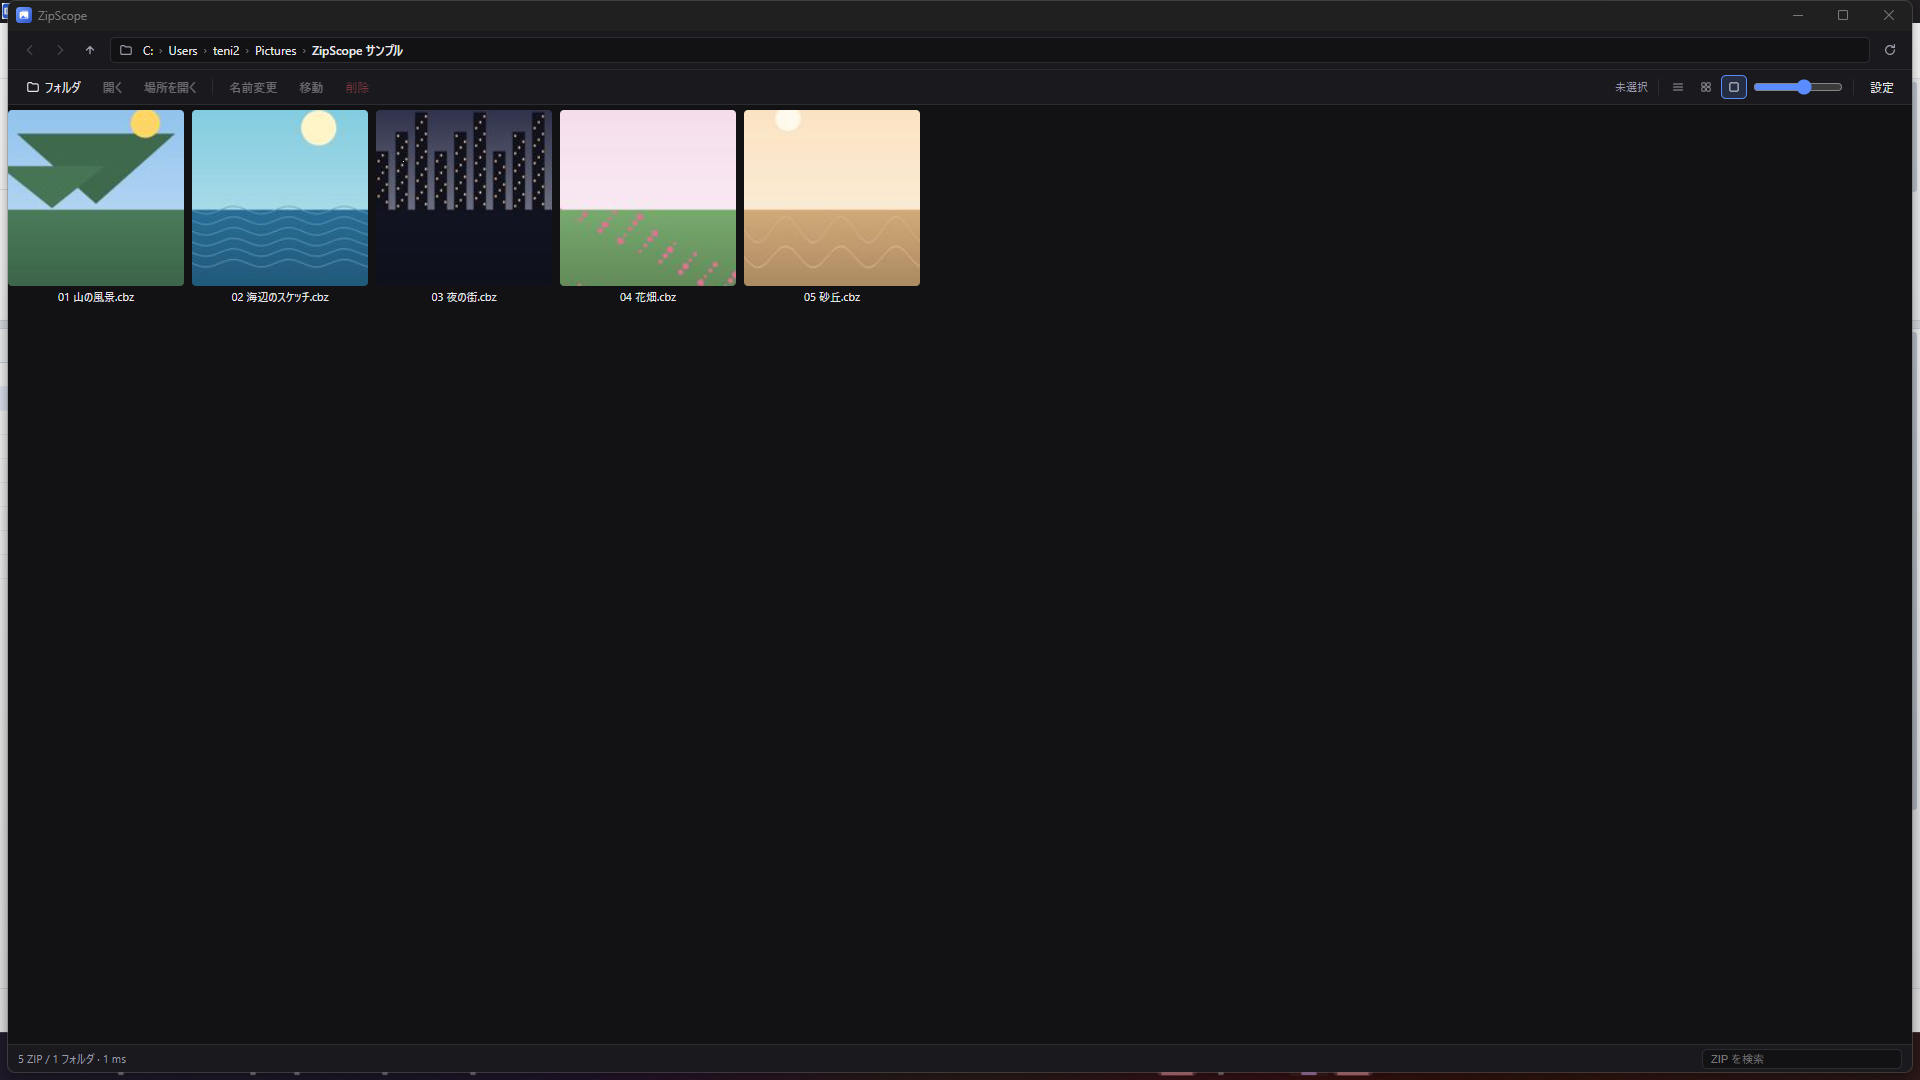 ZipScope
C: › Users › teni2 › Pictures › ZipScope サンプル
フォルダ 開く 場所を開く 名前変更 移動 削除 未選択 設定
01 山の風景.cbz
02 海辺のスケッチ.cbz
03 夜の街.cbz
04 花畑.cbz
05 砂丘.cbz
5 ZIP / 1 フォルダ · 1 ms
ZIP を検索